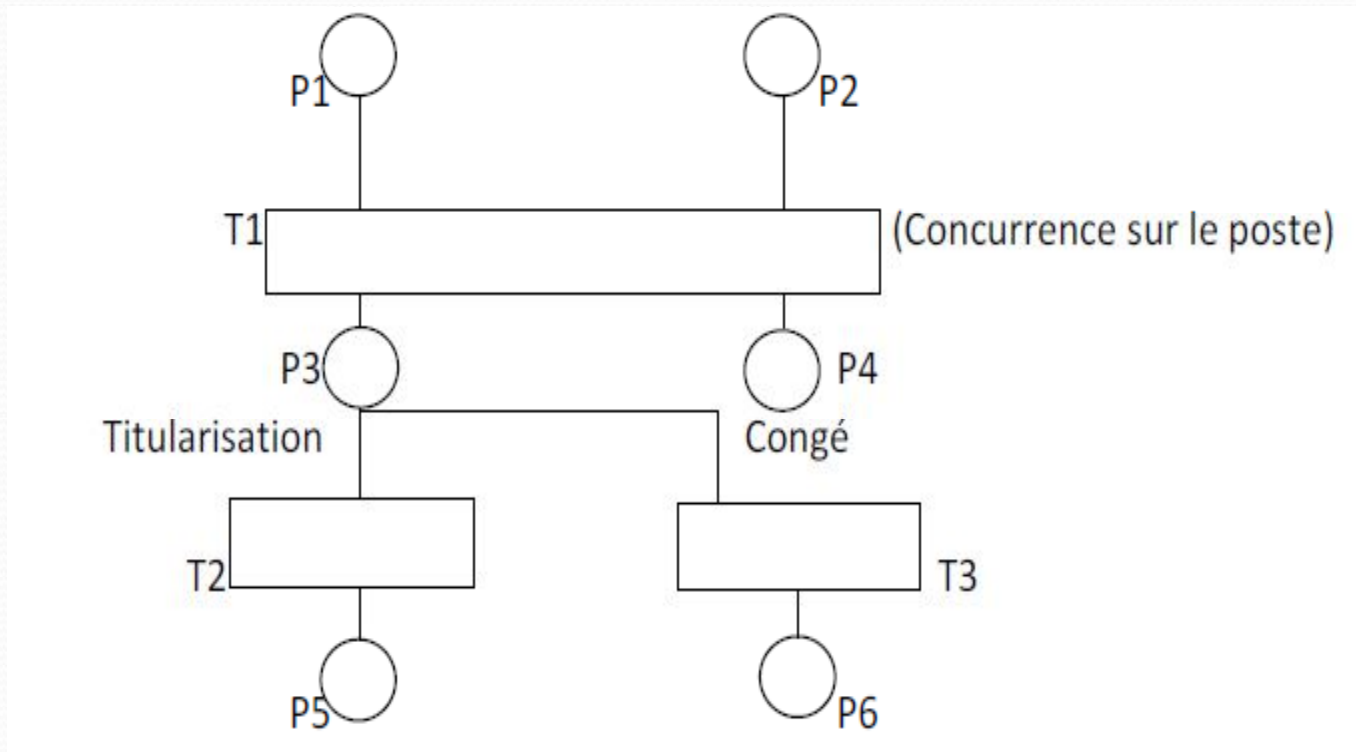 P1
P2
T1
(Concurrence sur le poste)
P3
P4
Titularisation
Congé
T2
T3
P5
P6